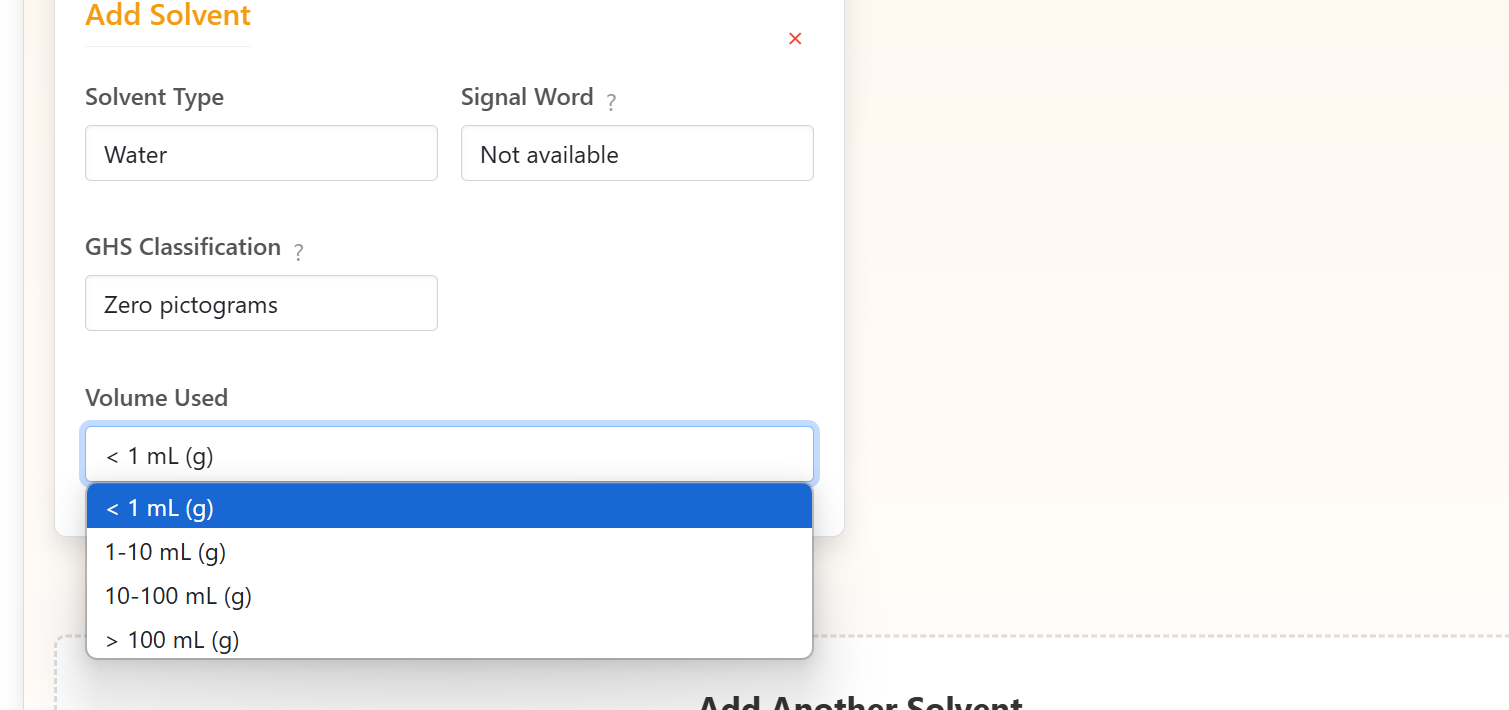 Add Solvent
×
Solvent Type
Signal Word ?
Water
Not available
GHS Classification ?
Zero pictograms
Volume Used
< 1 mL (g)
< 1 mL (g)
1-10 mL (g)
10-100 mL (g)
> 100 mL (g)
Add Another Solvent